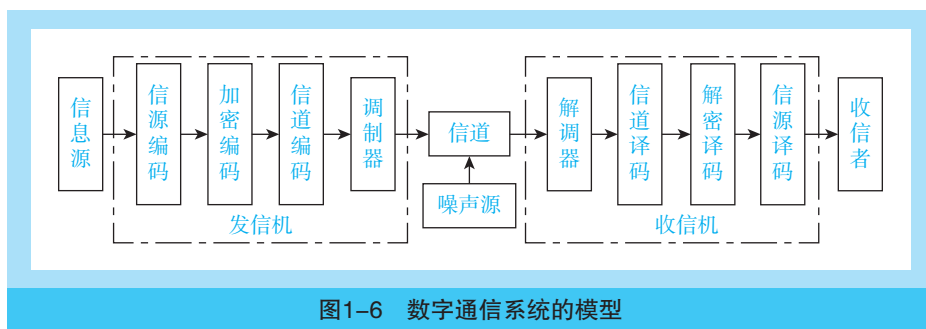 信息源
信源编码
加密编码
信道编码
调制器
信道
噪声源
解调器
信道译码
解密译码
信源译码
收信者
发信机
收信机
图1-6 数字通信系统的模型